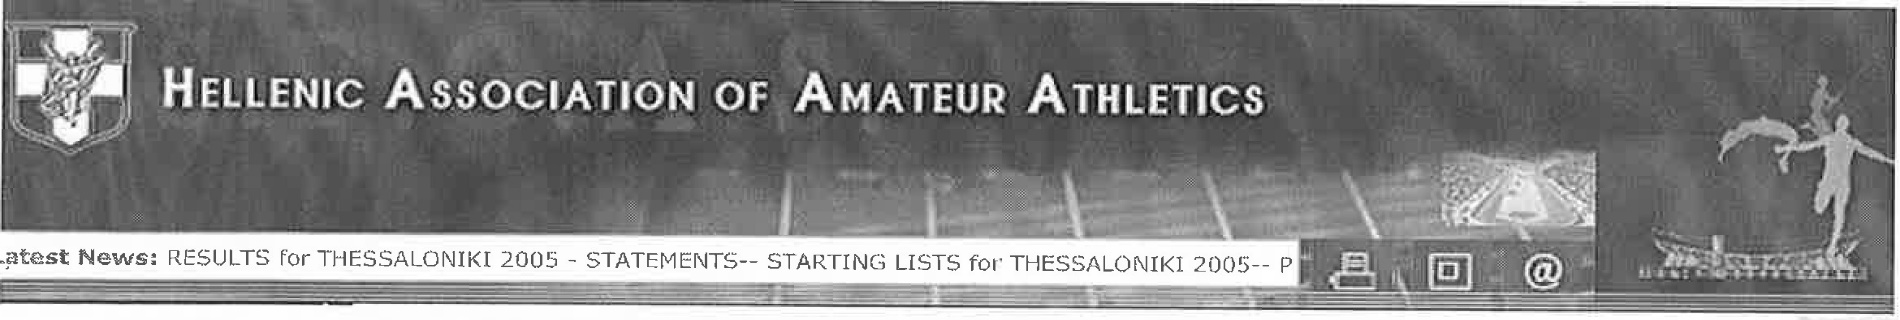 HELLENIC ASSOCIATION OF AMATEUR ATHLETICS
atest News: RESULTS for THESSALONIKI 2005 - STATEMENTS-- STARTING LISTS for THESSALONIKI 2005-- P
@